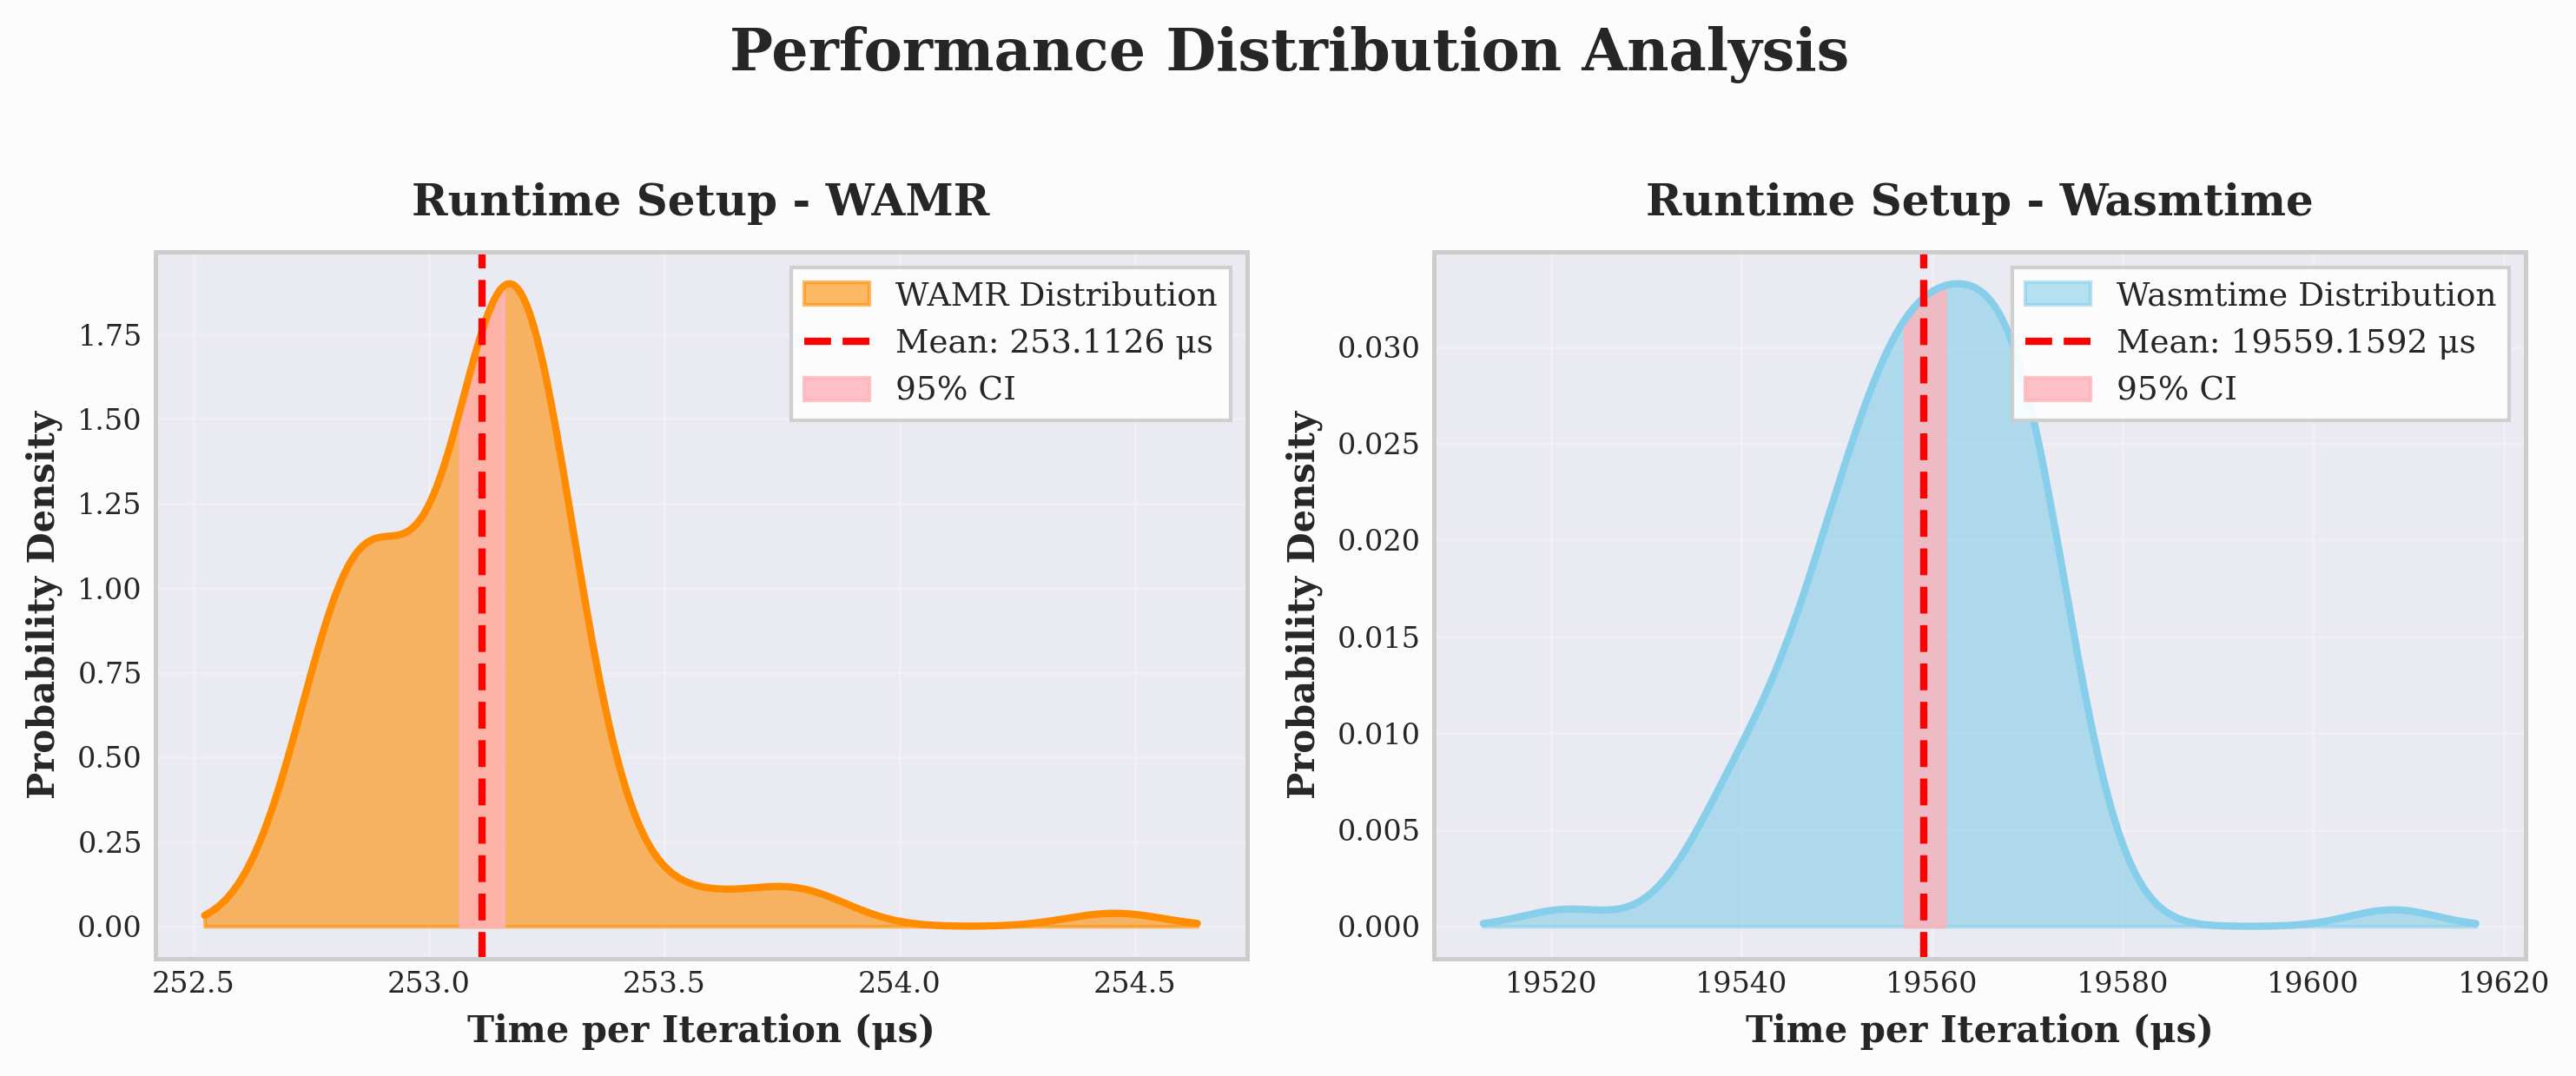 Performance Distribution Analysis
Runtime Setup - WAMR
WAMR Distribution
Mean: 253.1126 μs
95% CI
Probability Density
1.75
1.50
1.25
1.00
0.75
0.50
0.25
0.00
252.5 253.0 253.5 254.0 254.5
Time per Iteration (μs)
Runtime Setup - Wasmtime
Wasmtime Distribution
Mean: 19559.1592 μs
95% CI
Probability Density
0.030
0.025
0.020
0.015
0.010
0.005
0.000
19520 19540 19560 19580 19600 19620
Time per Iteration (μs)